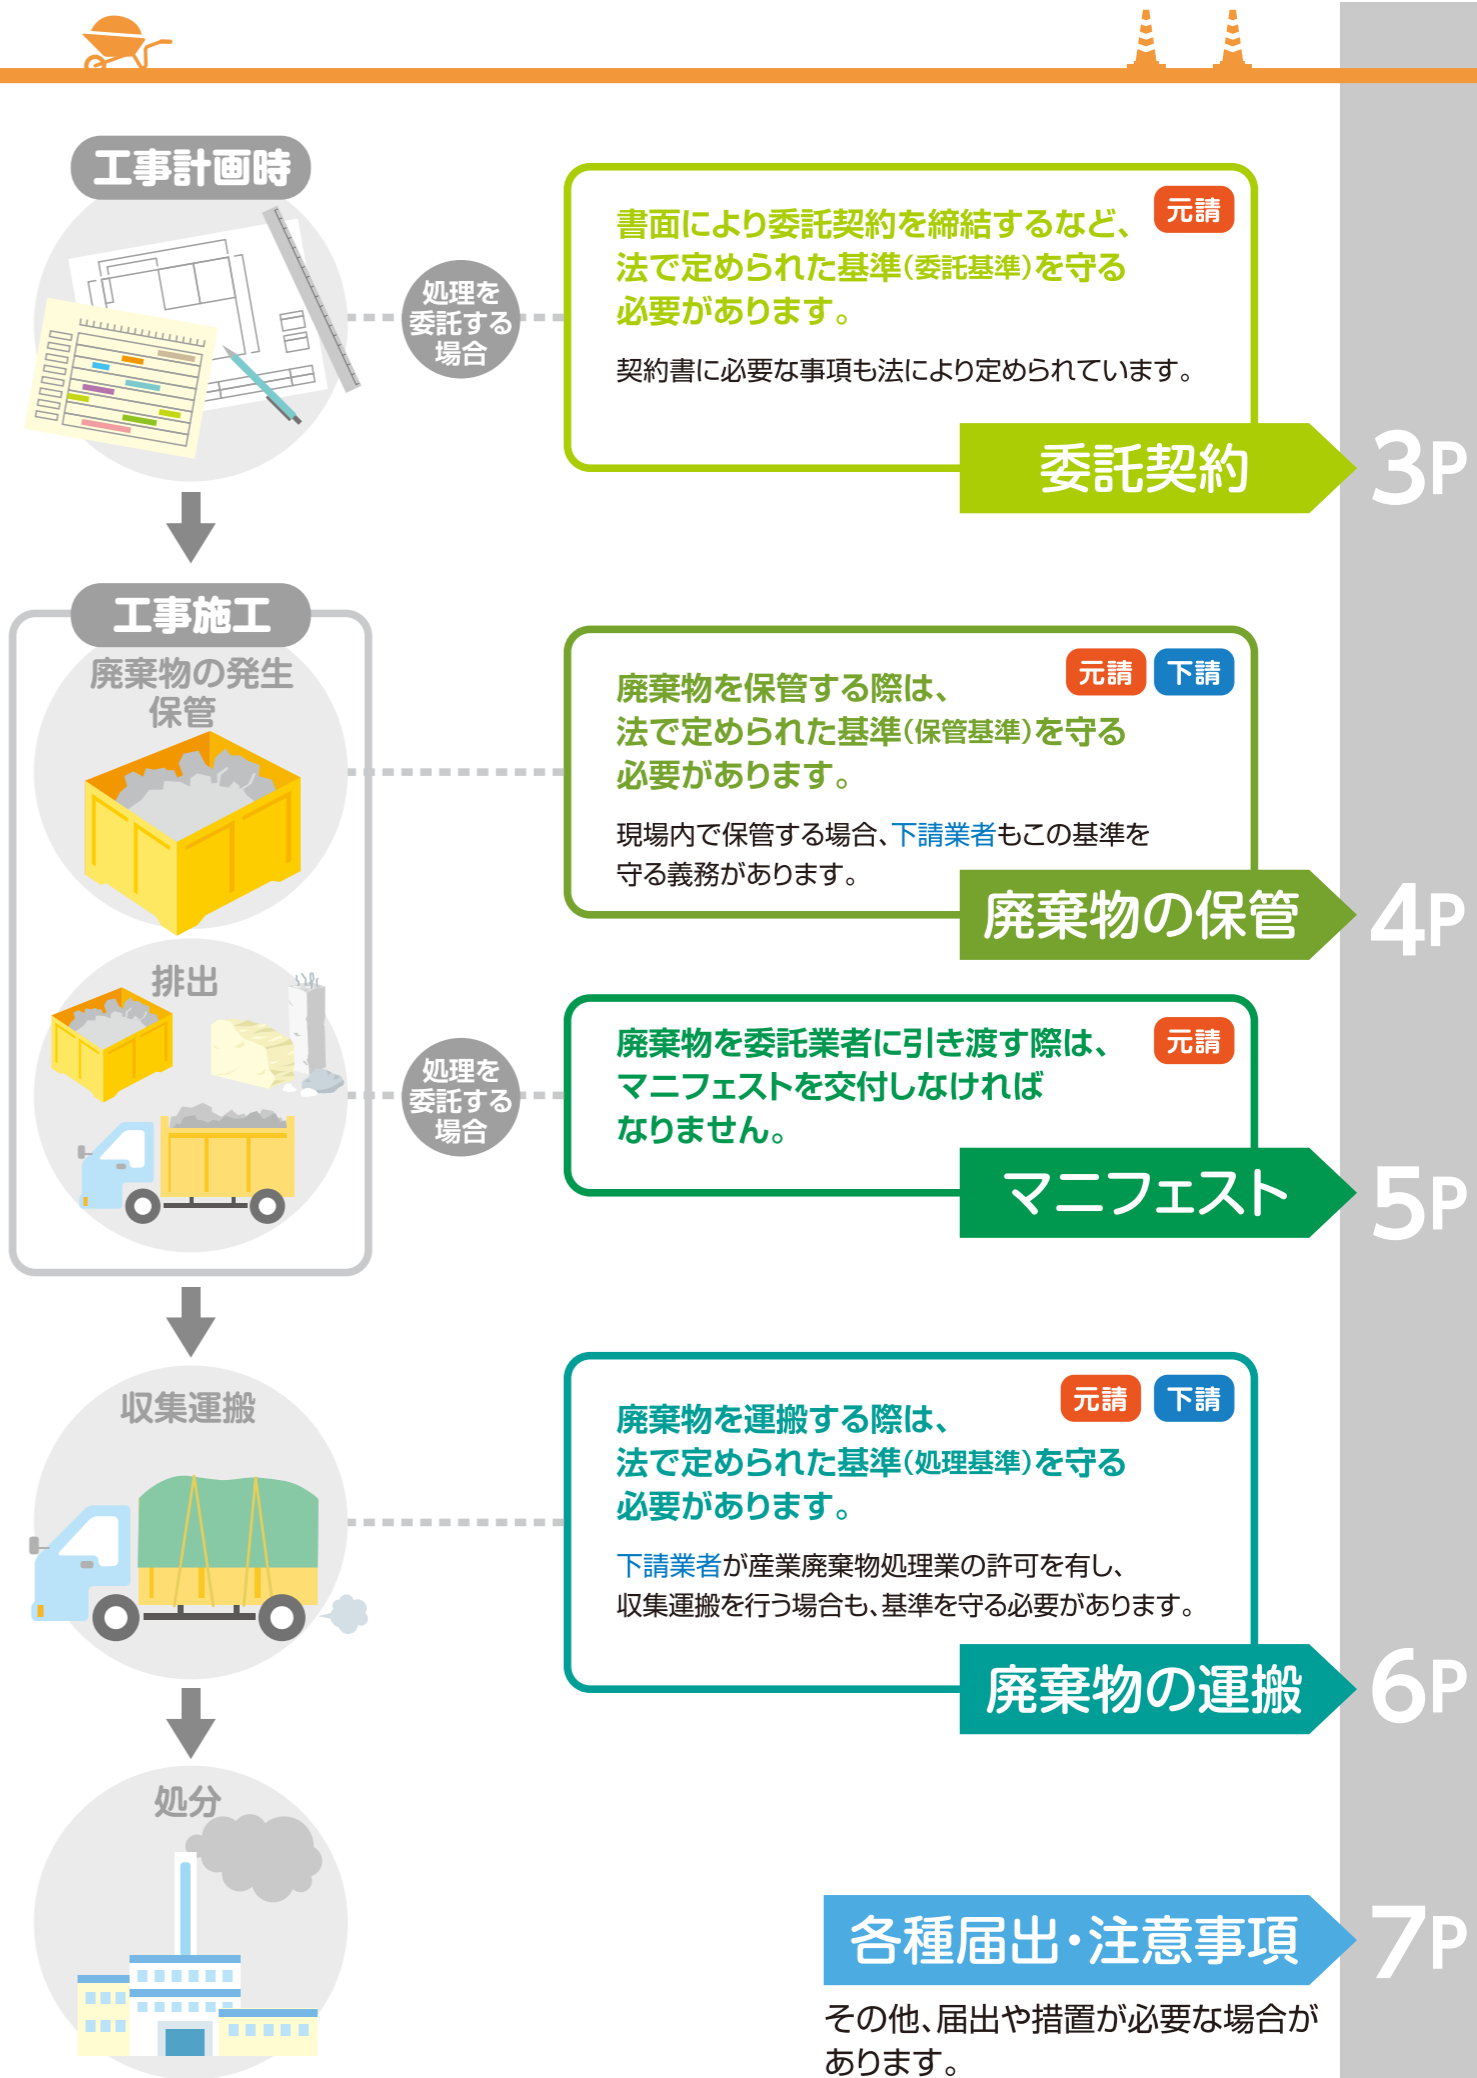 工事計画時
処理を
委託する
場合
元請
書面により委託契約を締結するなど、
法で定められた基準(委託基準)を守る
必要があります。
契約書に必要な事項も法により定められています。
委託契約
3P
工事施工
廃棄物の発生
保管
元請 下請
廃棄物を保管する際は、
法で定められた基準(保管基準)を守る
必要があります。
現場内で保管する場合、下請業者もこの基準を
守る義務があります。
廃棄物の保管
4P
排出
処理を
委託する
場合
元請
廃棄物を委託業者に引き渡す際は、
マニフェストを交付しなければ
なりません。
マニフェスト
5P
収集運搬
元請 下請
廃棄物を運搬する際は、
法で定められた基準(処理基準)を守る
必要があります。
下請業者が産業廃棄物処理業の許可を有し、
収集運搬を行う場合も、基準を守る必要があります。
廃棄物の運搬
6P
処分
各種届出・注意事項
7P
その他、届出や措置が必要な場合が
あります。